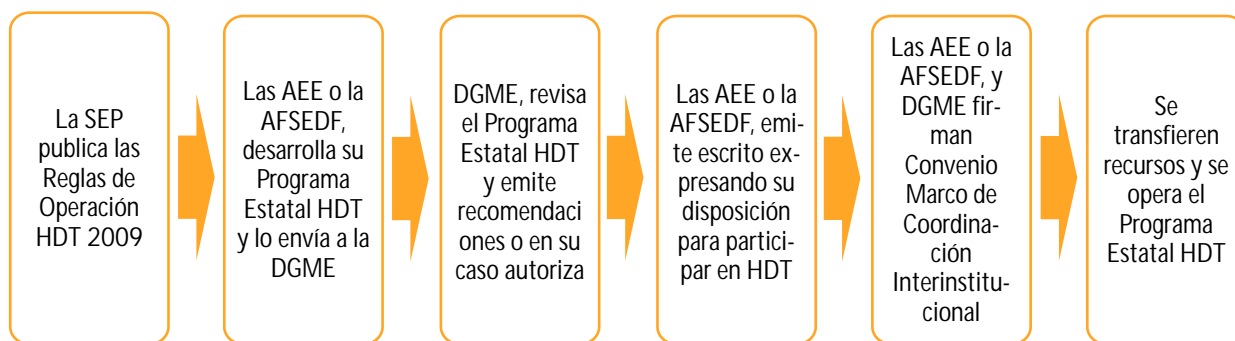 La SEP
publica las
Reglas de
Operación
HDT 2009
Las AEE o la
AFSEDF,
desarrolla su
Programa
Estatal HDT
y lo envía a la
DGME
DGME, revisa
el Programa
Estatal HDT
y emite
recomendaci
ones o en su
caso autoriza
Las AEE o la
AFSEDF, emi-
te escrito ex-
presando su
disposición
para partici-
par en HDT
Las AEE o la
AFSEDF, y
DGME fir-
man
Convenio
Marco de
Coordina-
ción
Interinstitu-
cional
Se
transfieren
recursos y se
opera el
Programa
Estatal HDT